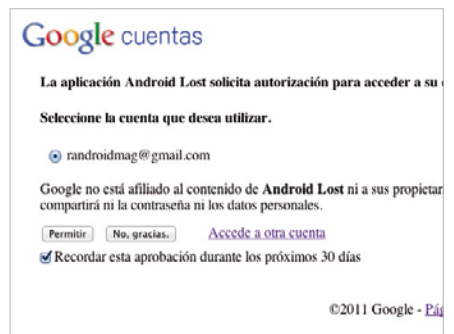 Google cuentas
La aplicación Android Lost solicita autorización para acceder a su
Seleccione la cuenta que desea utilizar.
randroidmag@gmail.com
Google no está afiliado al contenido de Android Lost ni a sus
compartirá ni la contraseña ni los datos personales.
Permitir No, gracias. Accede a otra cuenta
Recordar esta aprobación durante los próximos 30 días
©2011 Google -